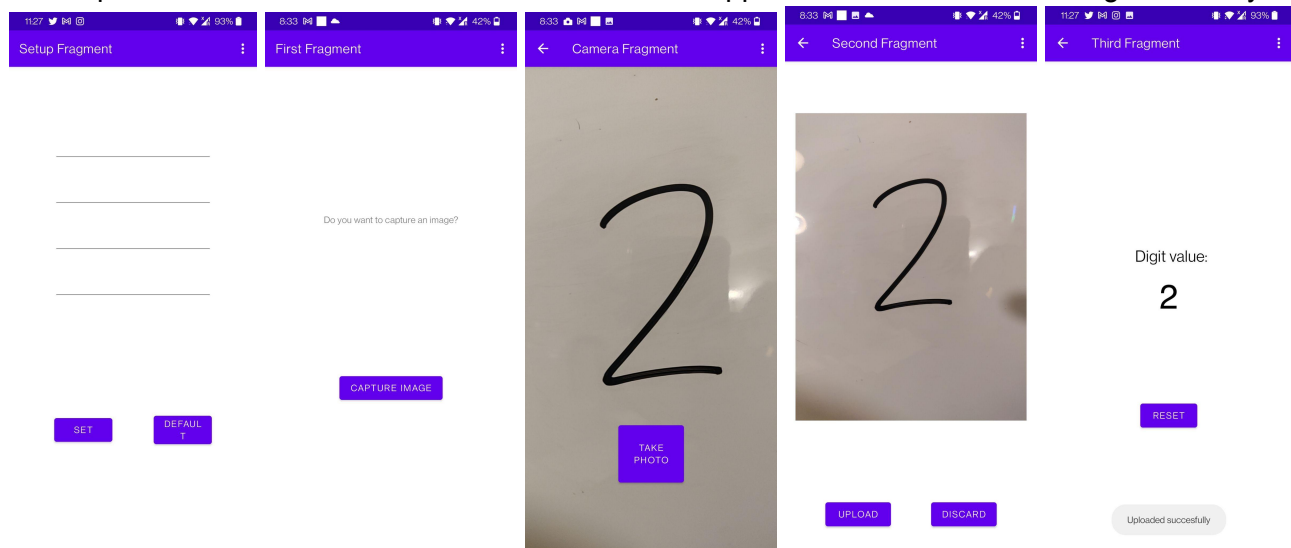 11:27 93%
Setup Fragment
SET
DEFAUL
T
8:33 42%
First Fragment
Do you want to capture an image?
CAPTURE IMAGE
8:33 42%
Camera Fragment
2
TAKE
PHOTO
8:33 42%
Second Fragment
2
UPLOAD
DISCARD
11:27 93%
Third Fragment
Digit value:
2
RESET
Uploaded succesfully